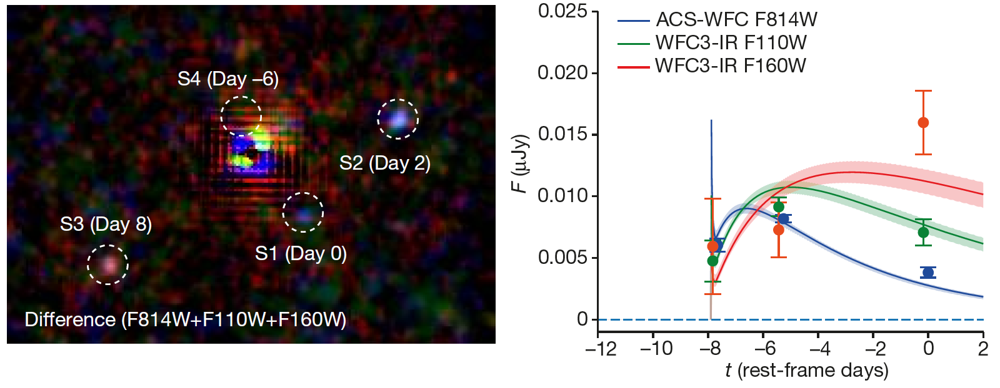 S4 (Day –6)
S2 (Day 2)
S3 (Day 8)
S1 (Day 0)
Difference (F814W+F110W+F160W)
ACS-WFC F814W
WFC3-IR F110W
WFC3-IR F160W
F (μJy)
0.025
0.020
0.015
0.010
0.005
0
–12 –10 –8 –6 –4 –2 0 2
t (rest-frame days)